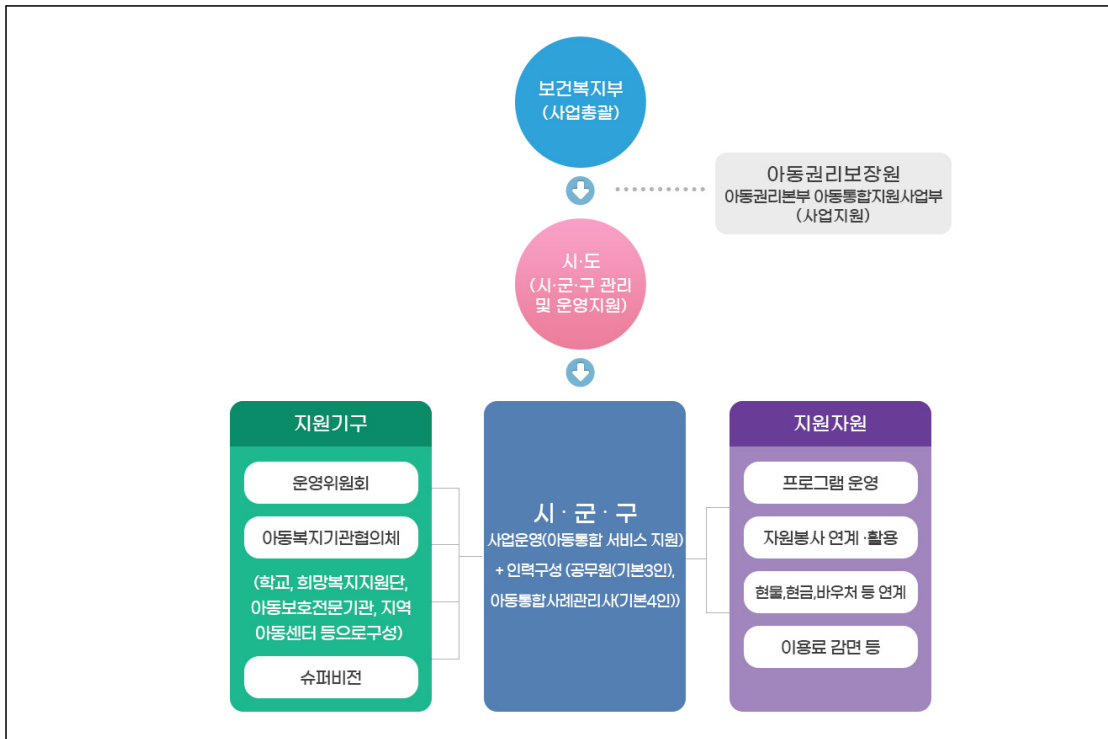 보건복지부
(사업총괄)
아동권리보장원
아동권리본부 아동통합지원사업부
(사업지원)
시·도
(시·군·구 관리
및 운영지원)
지원기구
운영위원회
아동복지기관협의체
(학교, 희망복지지원단,
아동보호전문기관, 지역
아동센터 등으로구성)
슈퍼비전
시·군·구
사업운영(아동통합 서비스 지원)
+ 인력구성 (공무원(기본3인),
아동통합사례관리사(기본4인))
지원자원
프로그램 운영
자원봉사 연계·활용
현물,현금,바우처 등 연계
이용료 감면 등